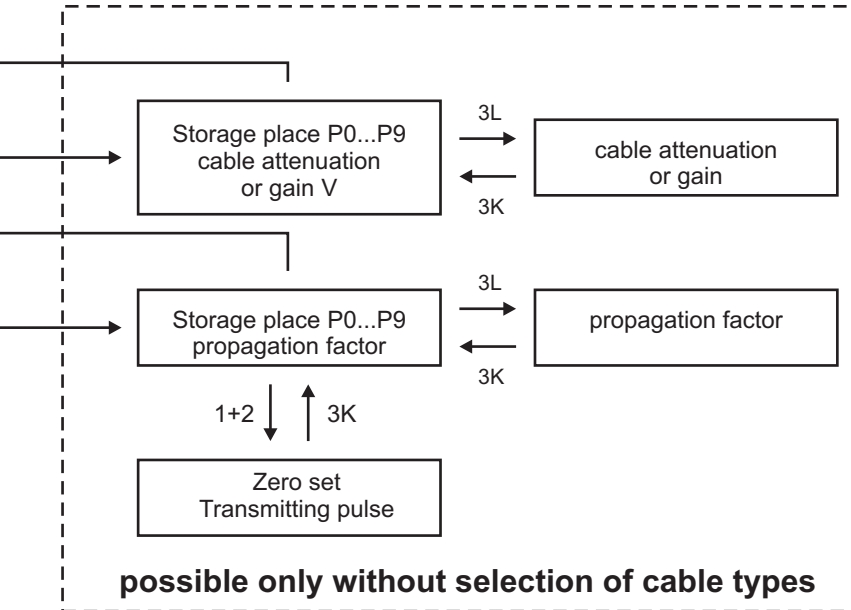 Storage place P0...P9
cable attenuation
or gain V
3L
3K
cable attenuation
or gain
Storage place P0...P9
propagation factor
3L
3K
propagation factor
1+2
3K
Zero set
Transmitting pulse
possible only without selection of cable types